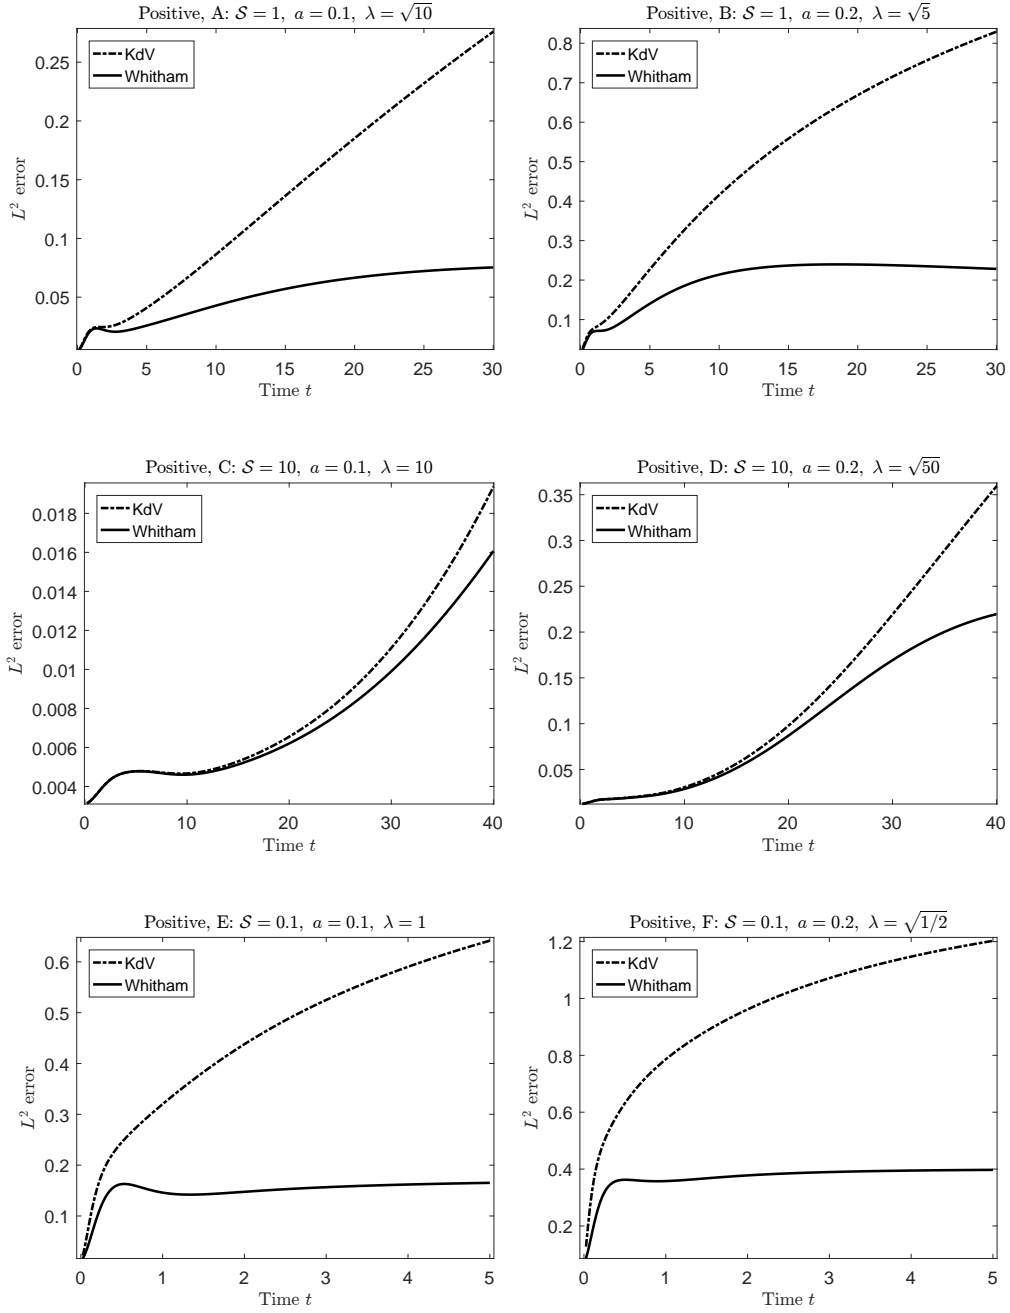 Positive, A: 𝒮 = 1, a = 0.1, λ = √10
KdV
Whitham
0.25
0.2
0.15
0.1
0.05
L² error
0 5 10 15 20 25 30
Time t
Positive, B: 𝒮 = 1, a = 0.2, λ = √5
KdV
Whitham
0.8
0.7
0.6
0.5
0.4
0.3
0.2
0.1
L² error
0 5 10 15 20 25 30
Time t
Positive, C: 𝒮 = 10, a = 0.1, λ = 10
KdV
Whitham
0.018
0.016
0.014
0.012
0.01
0.008
0.006
0.004
L² error
0 10 20 30 40
Time t
Positive, D: 𝒮 = 10, a = 0.2, λ = √50
KdV
Whitham
0.35
0.3
0.25
0.2
0.15
0.1
0.05
L² error
0 10 20 30 40
Time t
Positive, E: 𝒮 = 0.1, a = 0.1, λ = 1
KdV
Whitham
0.6
0.5
0.4
0.3
0.2
0.1
L² error
0 1 2 3 4 5
Time t
Positive, F: 𝒮 = 0.1, a = 0.2, λ = √1/2
KdV
Whitham
1.2
1
0.8
0.6
0.4
0.2
L² error
0 1 2 3 4 5
Time t